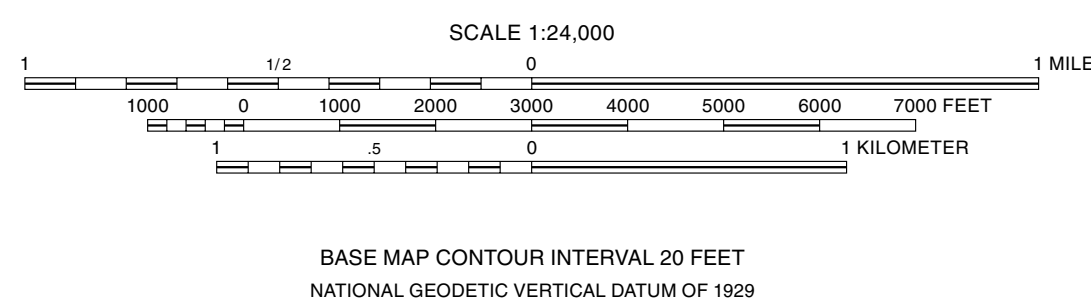 SCALE 1:24,000
1 1/2 0 1 MILE
1000 0 1000 2000 3000 4000 5000 6000 7000 FEET
1 .5 0 1 KILOMETER
BASE MAP CONTOUR INTERVAL 20 FEET
NATIONAL GEODETIC VERTICAL DATUM OF 1929